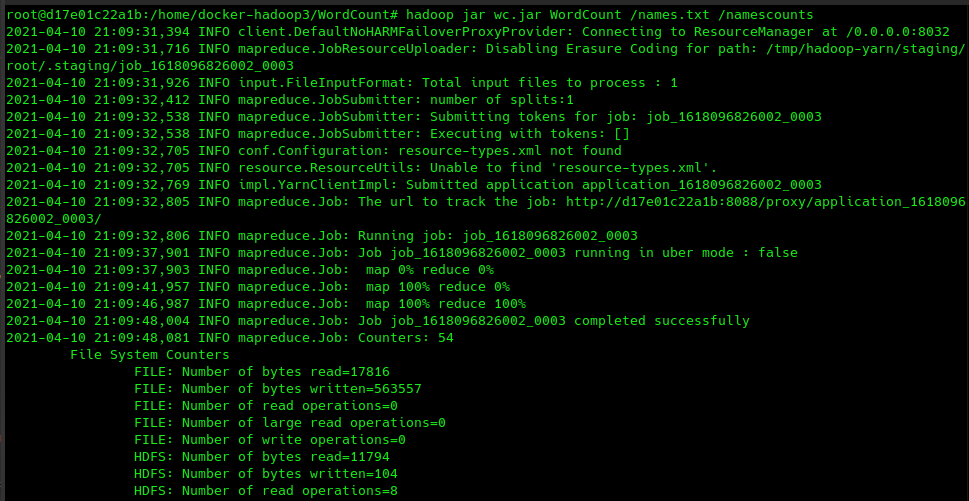 root@d17e01c22a1b:/home/docker-hadoop3/WordCount# hadoop jar wc.jar WordCount /names.txt /namescounts
2021-04-10 21:09:31,394 INFO client.DefaultNoHARMFailoverProxyProvider: Connecting to ResourceManager at /0.0.0.0:8032
2021-04-10 21:09:31,716 INFO mapreduce.JobResourceUploader: Disabling Erasure Coding for path: /tmp/hadoop-yarn/staging/
root/.staging/job_1618096826002_0003
2021-04-10 21:09:31,926 INFO input.FileInputFormat: Total input files to process : 1
2021-04-10 21:09:32,412 INFO mapreduce.JobSubmitter: number of splits:1
2021-04-10 21:09:32,538 INFO mapreduce.JobSubmitter: Submitting tokens for job: job_1618096826002_0003
2021-04-10 21:09:32,538 INFO mapreduce.JobSubmitter: Executing with tokens: []
2021-04-10 21:09:32,705 INFO conf.Configuration: resource-types.xml not found
2021-04-10 21:09:32,705 INFO resource.ResourceUtils: Unable to find 'resource-types.xml'.
2021-04-10 21:09:32,769 INFO impl.YarnClientImpl: Submitted application application_1618096826002_0003
2021-04-10 21:09:32,805 INFO mapreduce.Job: The url to track the job: http://d17e01c22a1b:8088/proxy/application_1618096
826002_0003/
2021-04-10 21:09:32,806 INFO mapreduce.Job: Running job: job_1618096826002_0003
2021-04-10 21:09:37,901 INFO mapreduce.Job: Job job_1618096826002_0003 running in uber mode : false
2021-04-10 21:09:37,903 INFO mapreduce.Job:  map 0% reduce 0%
2021-04-10 21:09:41,957 INFO mapreduce.Job:  map 100% reduce 0%
2021-04-10 21:09:46,987 INFO mapreduce.Job:  map 100% reduce 100%
2021-04-10 21:09:48,004 INFO mapreduce.Job: Job job_1618096826002_0003 completed successfully
2021-04-10 21:09:48,081 INFO mapreduce.Job: Counters: 54
        File System Counters
                FILE: Number of bytes read=17816
                FILE: Number of bytes written=563557
                FILE: Number of read operations=0
                FILE: Number of large read operations=0
                FILE: Number of write operations=0
                HDFS: Number of bytes read=11794
                HDFS: Number of bytes written=104
                HDFS: Number of read operations=8